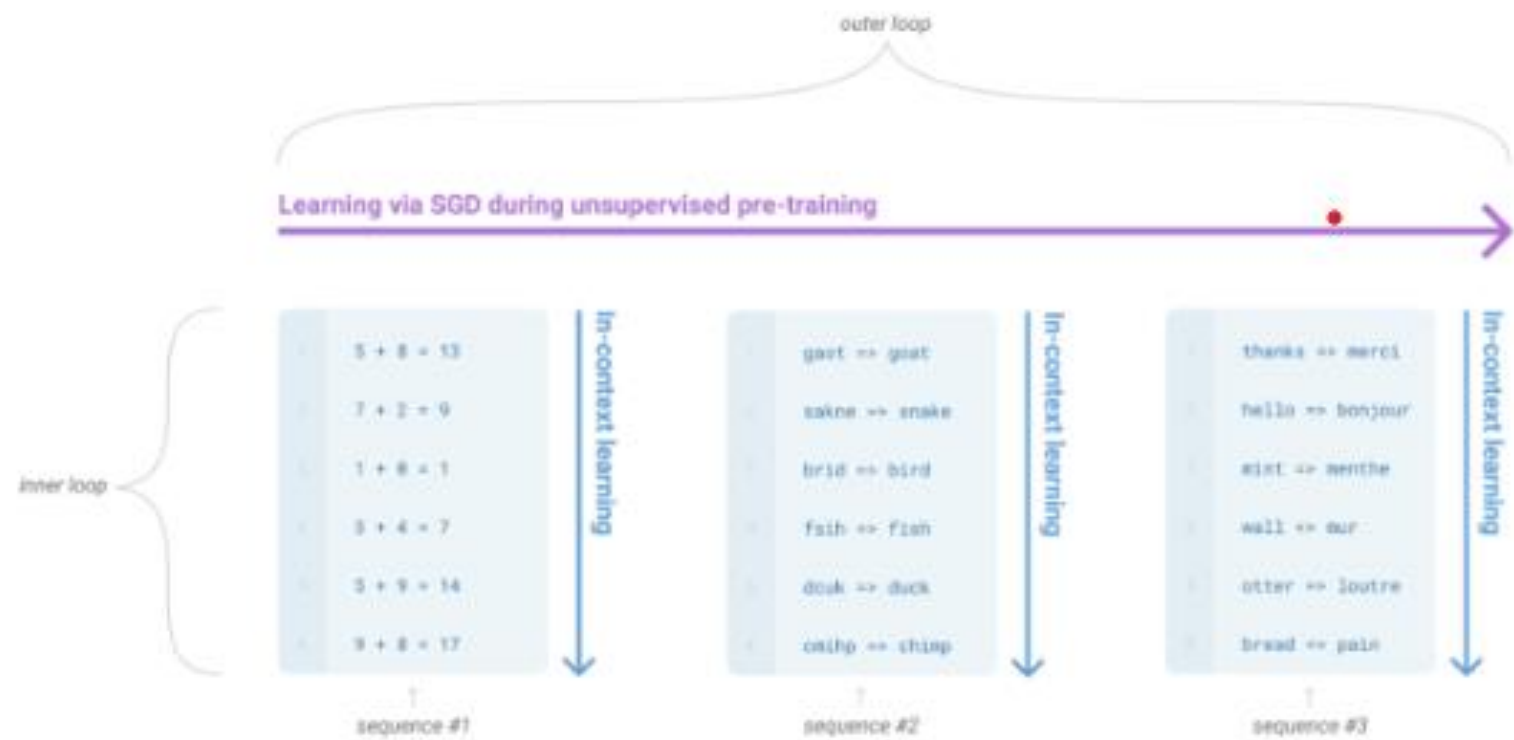 outer loop
Learning via SGD during unsupervised pre-training
inner loop
5 + 8 = 13
7 + 2 = 9
1 + 0 = 1
3 + 4 = 7
5 + 9 = 14
9 + 8 = 17
In-context learning
sequence #1
gaot => goat
sakne => snake
brid => bird
fsih => fish
dcuk => duck
cmihp => chimp
In-context learning
sequence #2
thanks => merci
hello => bonjour
mint => menthe
wall => mur
otter => loutre
bread => pain
In-context learning
sequence #3